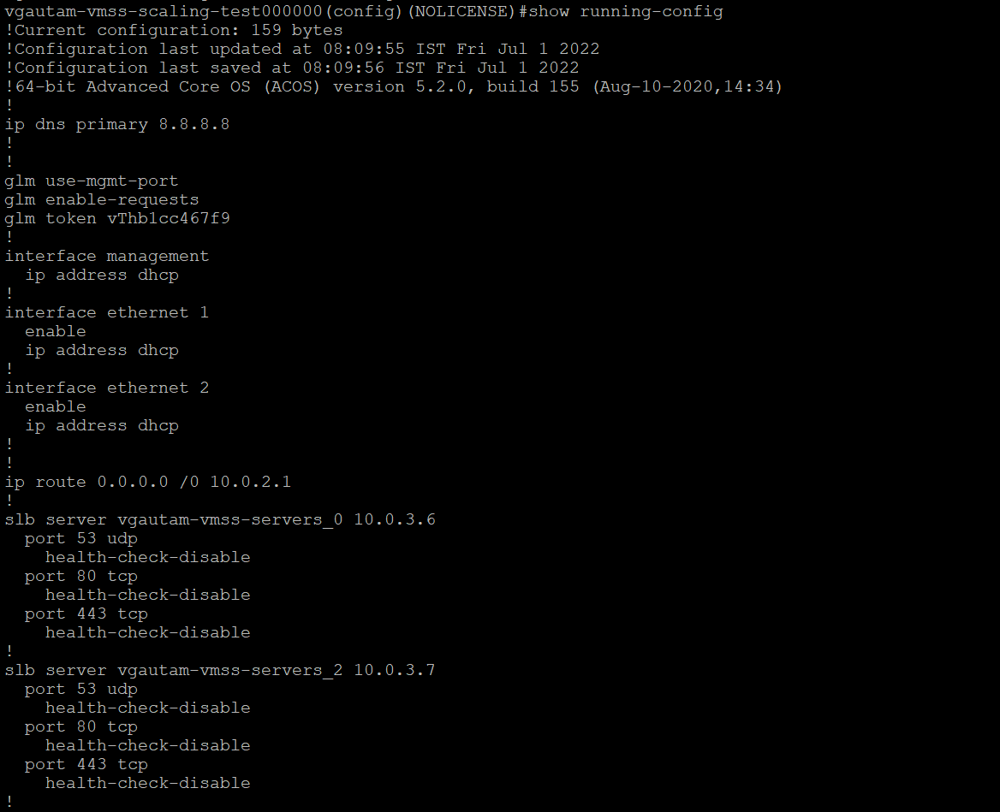 vgautam-vmss-scaling-test000000(config)(NOLICENSE)#show running-config
!Current configuration: 159 bytes
!Configuration last updated at 08:09:55 IST Fri Jul 1 2022
!Configuration last saved at 08:09:56 IST Fri Jul 1 2022
!64-bit Advanced Core OS (ACOS) version 5.2.0, build 155 (Aug-10-2020,14:34)
!
ip dns primary 8.8.8.8
!
!
glm use-mgmt-port
glm enable-requests
glm token vThb1cc467f9
!
interface management
  ip address dhcp
!
interface ethernet 1
  enable
  ip address dhcp
!
interface ethernet 2
  enable
  ip address dhcp
!
!
ip route 0.0.0.0 /0 10.0.2.1
!
slb server vgautam-vmss-servers_0 10.0.3.6
  port 53 udp
    health-check-disable
  port 80 tcp
    health-check-disable
  port 443 tcp
    health-check-disable
!
slb server vgautam-vmss-servers_2 10.0.3.7
  port 53 udp
    health-check-disable
  port 80 tcp
    health-check-disable
  port 443 tcp
    health-check-disable
!